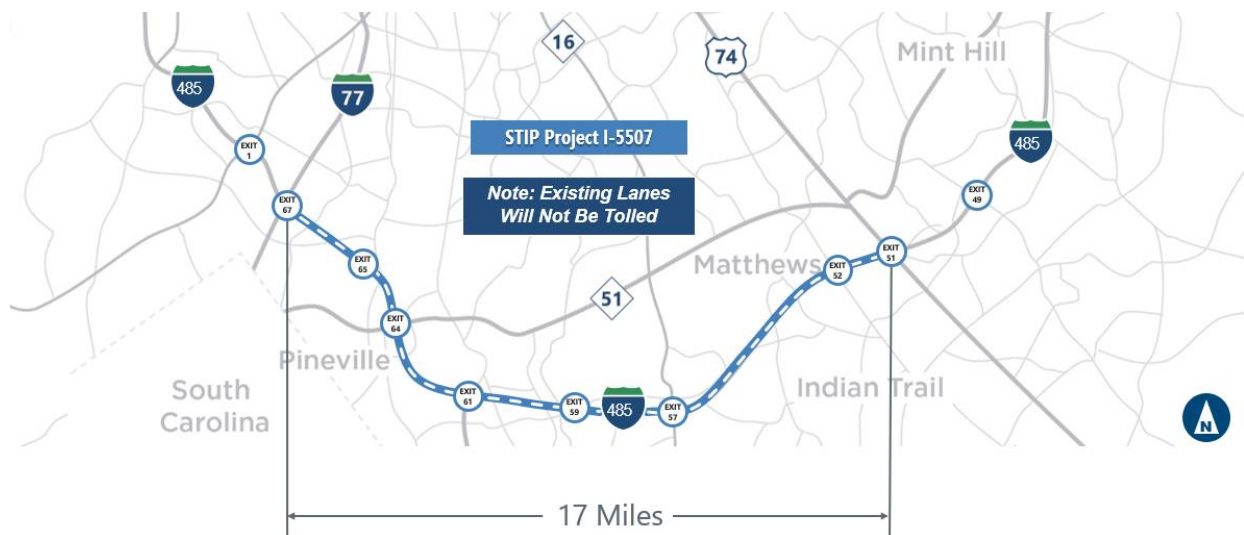 16
74
Mint Hill
485
77
485
STIP Project I-5507
EXIT
1
Note: Existing Lanes
Will Not Be Tolled
EXIT
49
EXIT
67
EXIT
51
Matthews
EXIT
65
EXIT
52
51
EXIT
64
Pineville
South
Carolina
Indian Trail
EXIT
61
EXIT
59
485
EXIT
57
N
17 Miles